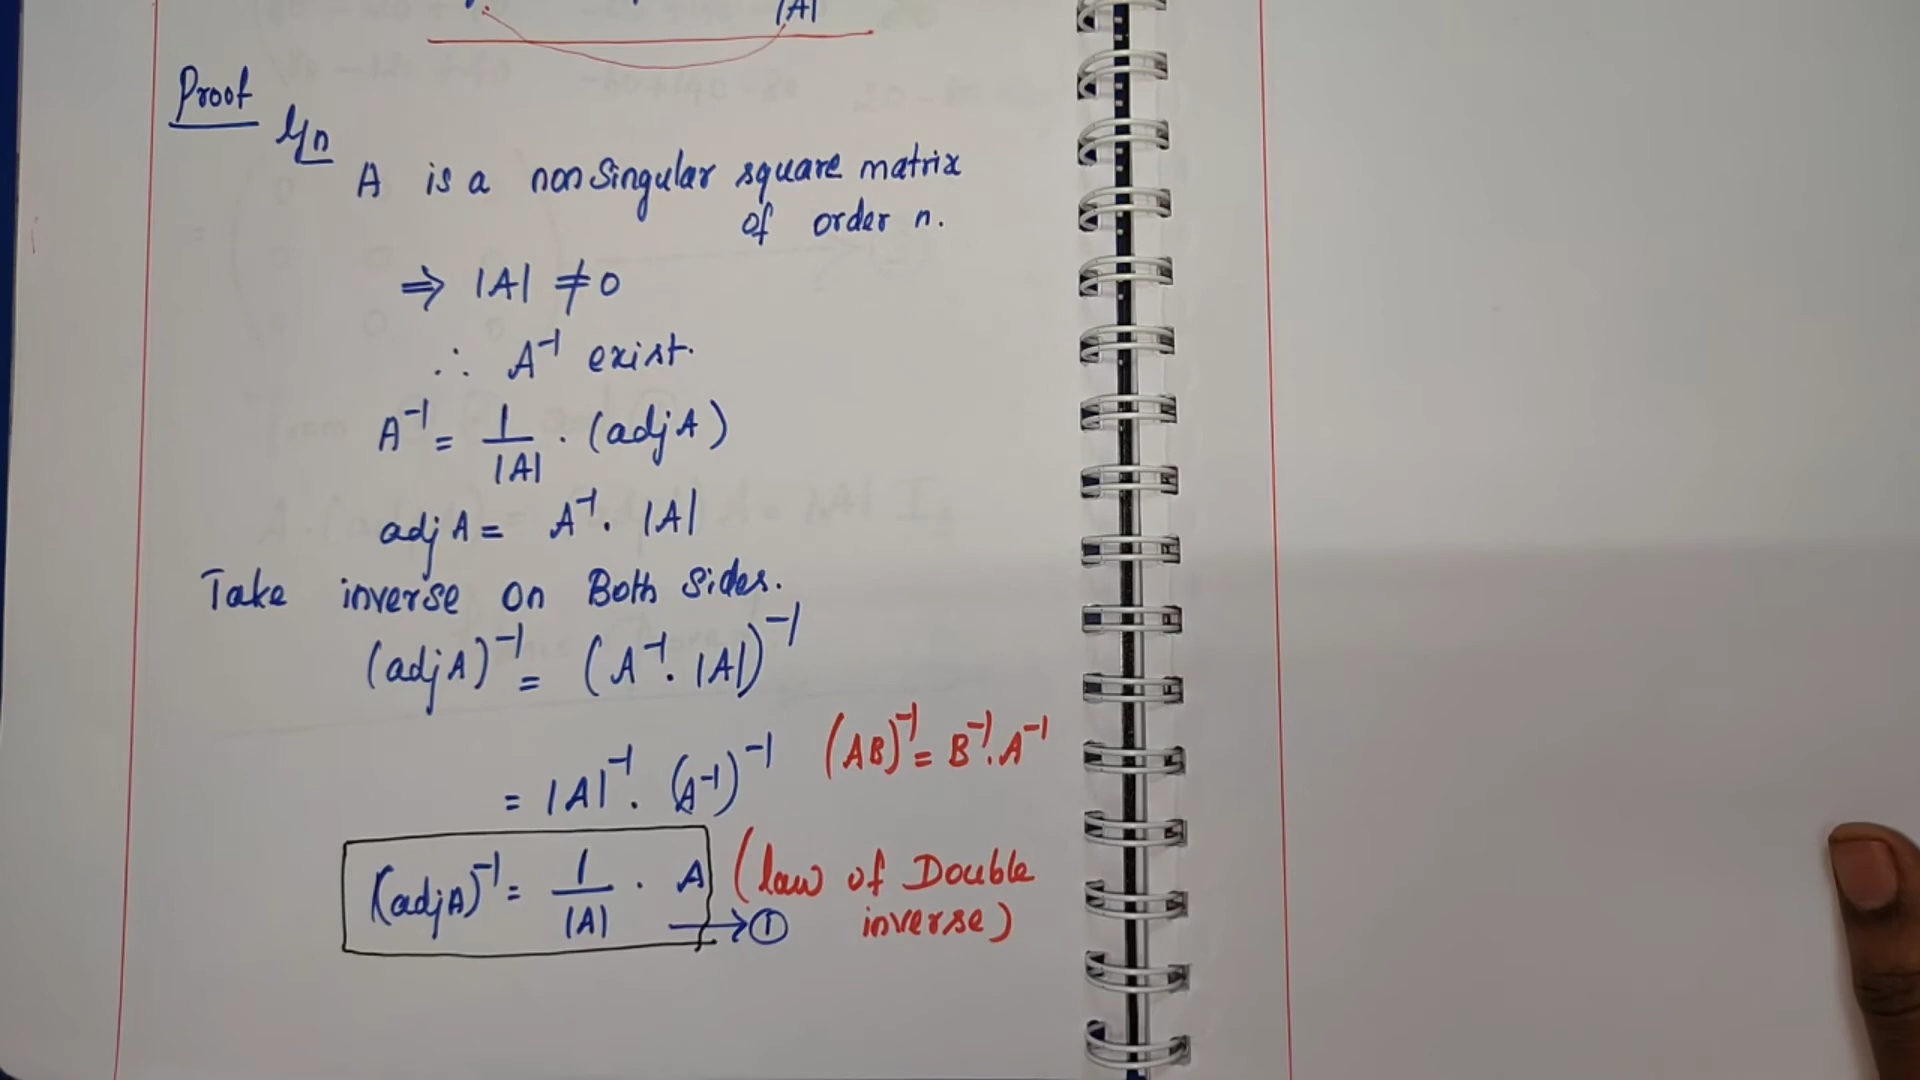 |A|
Proof
G/n
A is a non Singular square matrix
of order n.
⇒ |A| ≠ 0
∴ A⁻¹ exist.
A⁻¹ = 1/|A| . (adj A)
adj A = A⁻¹ . |A|
Take inverse on Both Sides.
(adj A)⁻¹ = (A⁻¹ . |A|)⁻¹
= |A|⁻¹ . (A⁻¹)⁻¹ (AB)⁻¹ = B⁻¹ . A⁻¹
(adj A)⁻¹ = 1/|A| . A → ① (law of Double
inverse)